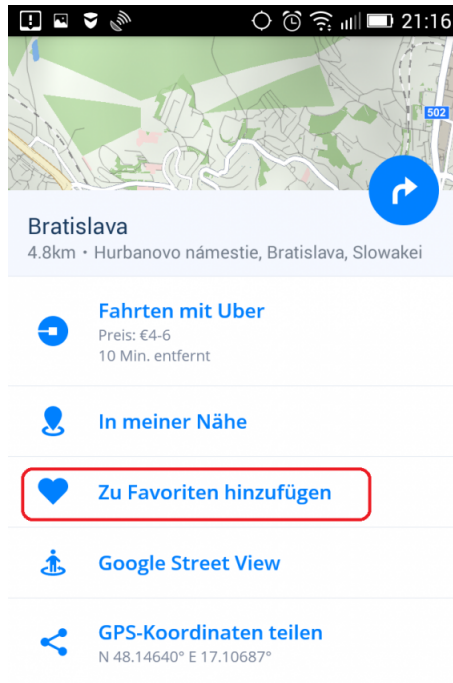 21:16
502
Bratislava
4.8km • Hurbanovo námestie, Bratislava, Slowakei
Fahrten mit Uber
Preis: €4-6
10 Min. entfernt
In meiner Nähe
Zu Favoriten hinzufügen
Google Street View
GPS-Koordinaten teilen
N 48.14640° E 17.10687°